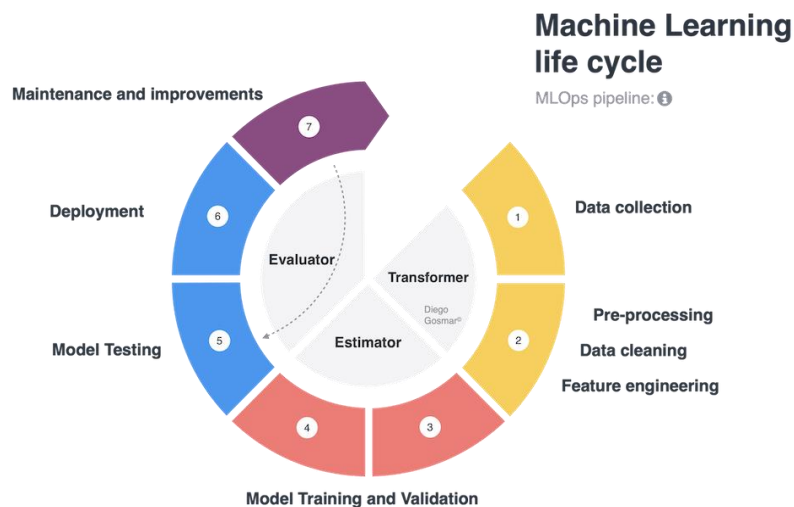 Machine Learning
life cycle
MLOps pipeline: i
Maintenance and improvements
7
6
1
Deployment
Data collection
Evaluator
Transformer
Diego
Gosmar©
Estimator
Pre-processing
5
2
Model Testing
Data cleaning
Feature engineering
4
3
Model Training and Validation